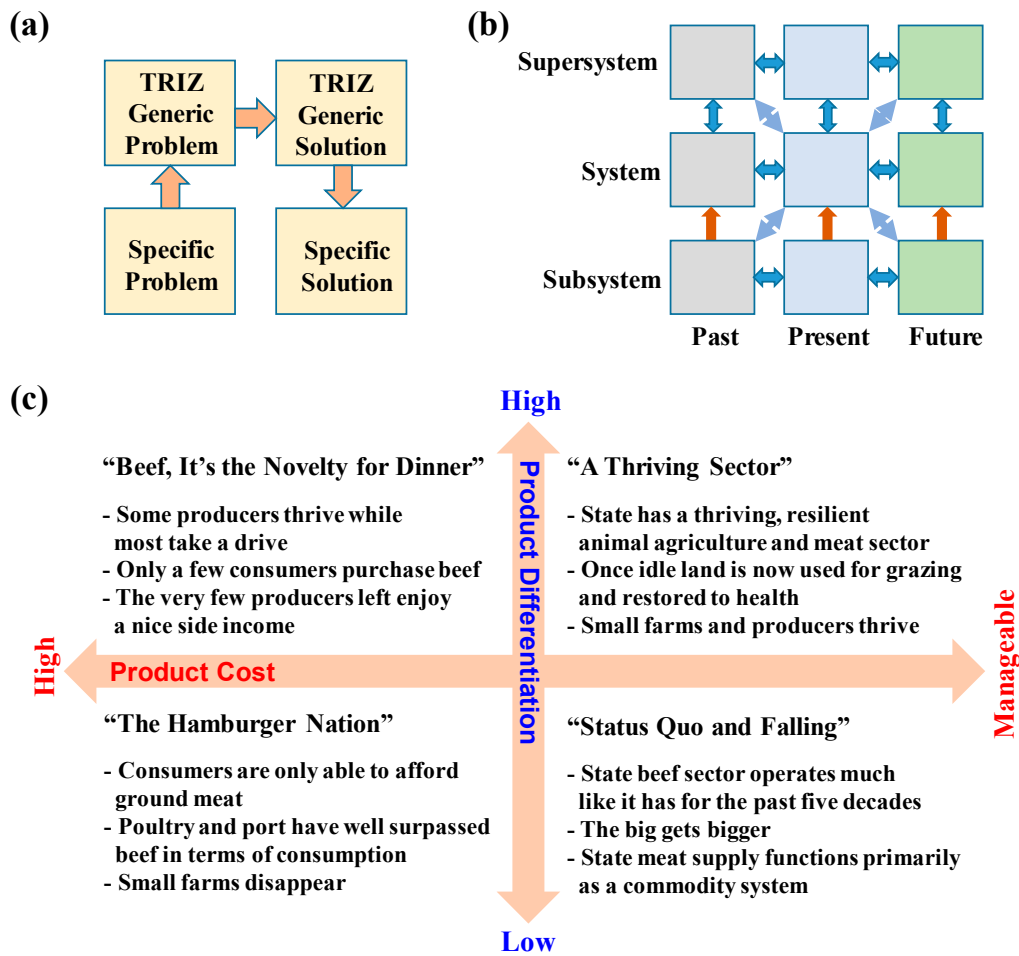 (a)
TRIZ
Generic
Problem
TRIZ
Generic
Solution
Specific
Problem
Specific
Solution
(b)
Supersystem
System
Subsystem
Past
Present
Future
(c)
High
“Beef, It’s the Novelty for Dinner”
- Some producers thrive while
most take a drive
- Only a few consumers purchase beef
- The very few producers left enjoy
a nice side income
“A Thriving Sector”
- State has a thriving, resilient
animal agriculture and meat sector
- Once idle land is now used for grazing
and restored to health
- Small farms and producers thrive
Product Differentiation
High
Product Cost
Manageable
“The Hamburger Nation”
- Consumers are only able to afford
ground meat
- Poultry and port have well surpassed
beef in terms of consumption
- Small farms disappear
“Status Quo and Falling”
- State beef sector operates much
like it has for the past five decades
- The big gets bigger
- State meat supply functions primarily
as a commodity system
Low